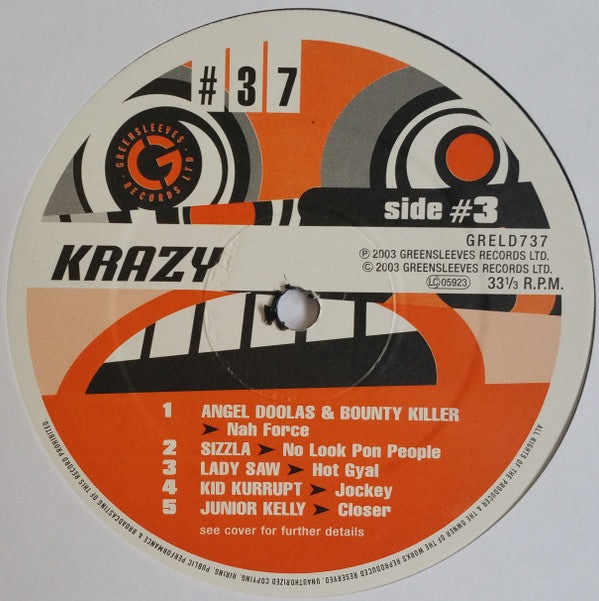 #37
GREENSLEEVES RECORDS LTD
G
side #3
KRAZY
GRELD737
Ⓟ 2003 GREENSLEEVES RECORDS LTD.
© 2003 GREENSLEEVES RECORDS LTD.
LC 05923 33⅓ R.P.M.
1 ANGEL DOOLAS & BOUNTY KILLER
➤ Nah Force
2 SIZZLA ➤ No Look Pon People
3 LADY SAW ➤ Hot Gyal
4 KID KURRUPT ➤ Jockey
5 JUNIOR KELLY ➤ Closer
see cover for further details
ALL RIGHTS OF THE PRODUCER & THE OWNER OF THE WORKS REPRODUCED RESERVED. UNAUTHORIZED COPYING, HIRING, PUBLIC PERFORMANCE & BROADCASTING OF THIS RECORD PROHIBITED